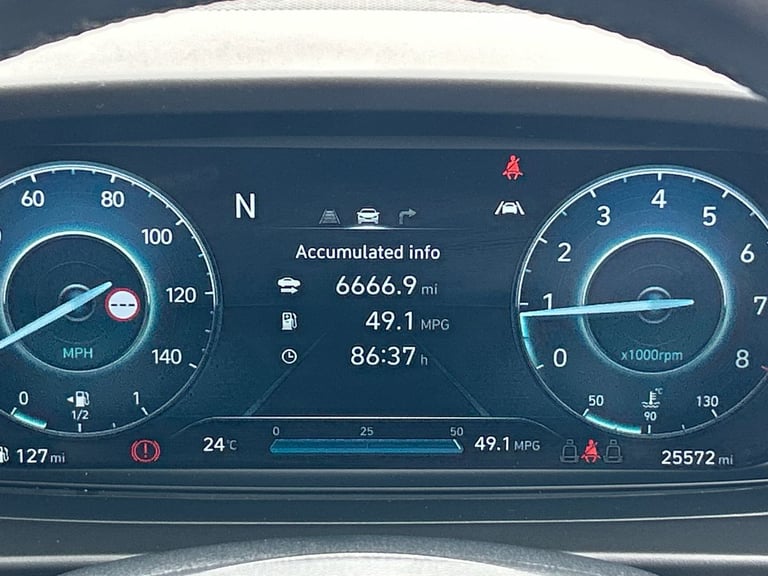 60
80
100
120
140
MPH
0
1/2
1
127 mi
N
Accumulated info
6666.9 mi
49.1 MPG
86:37 h
24°C
0
25
50
49.1 MPG
0
1
2
3
4
5
6
7
8
x1000rpm
°C
50
90
130
25572 mi